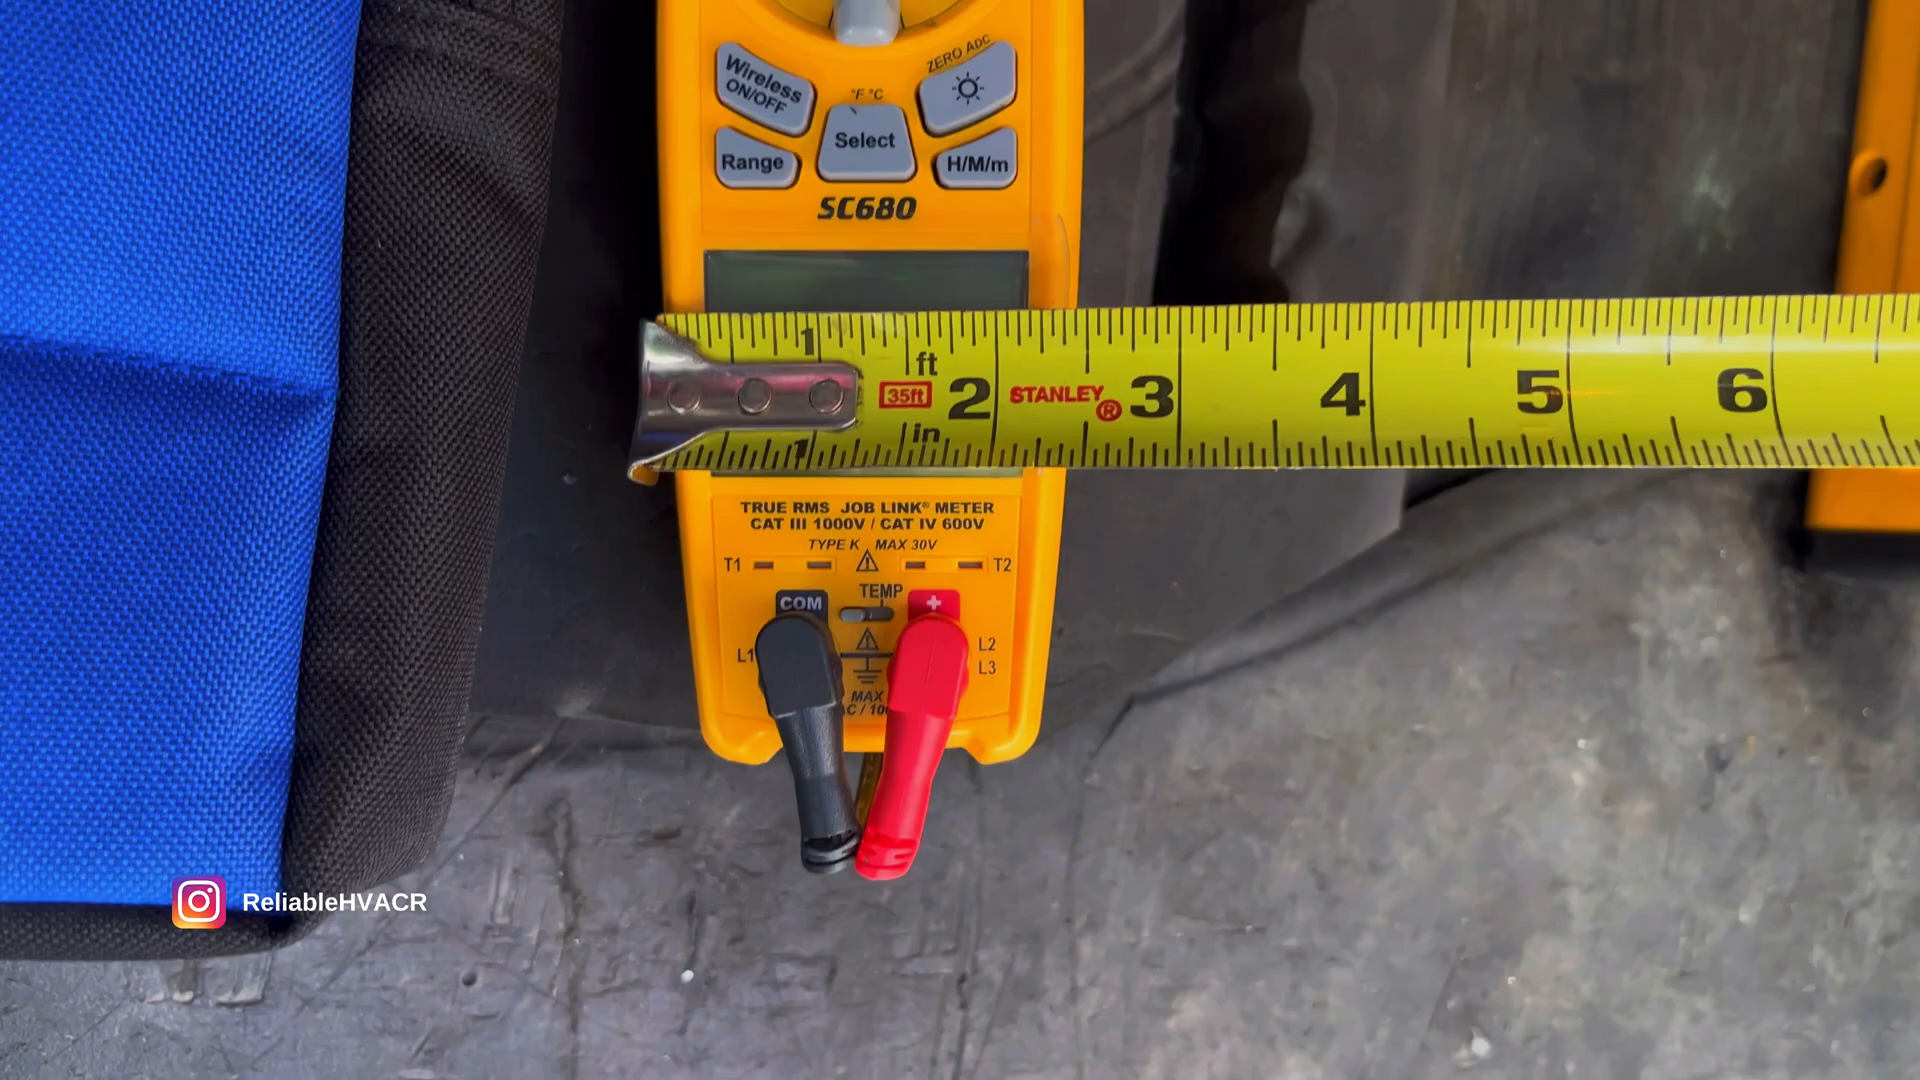 ZERO ADC
Wireless
ON/OFF
°F °C
Select
Range
H/M/m
SC680
1
ft
35ft
2
STANLEY®
3
4
5
6
1
in
TRUE RMS JOB LINK® METER
CAT III 1000V / CAT IV 600V
TYPE K MAX 30V
T1
T2
TEMP
COM
+
L1
L2
L3
MAX
ReliableHVACR